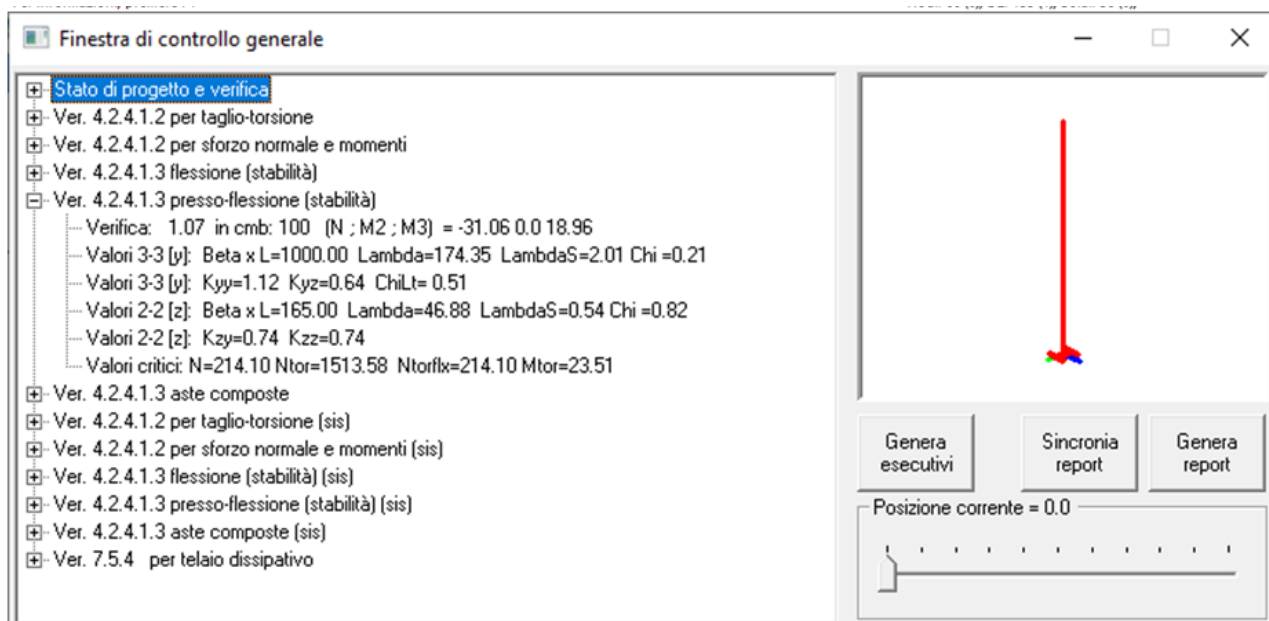 Finestra di controllo generale
Stato di progetto e verifica
Ver. 4.2.4.1.2 per taglio-torsione
Ver. 4.2.4.1.2 per sforzo normale e momenti
Ver. 4.2.4.1.3 flessione (stabilità)
Ver. 4.2.4.1.3 presso-flessione (stabilità)
Verifica: 1.07 in cmb: 100 (N ; M2 ; M3) = -31.06 0.0 18.96
Valori 3-3 [y]: Beta x L=1000.00 Lambda=174.35 LambdaS=2.01 Chi =0.21
Valori 3-3 [y]: Kyy=1.12 Kyz=0.64 ChiLt= 0.51
Valori 2-2 [z]: Beta x L=165.00 Lambda=46.88 LambdaS=0.54 Chi =0.82
Valori 2-2 [z]: Kzy=0.74 Kzz=0.74
Valori critici: N=214.10 Ntor=1513.58 Ntorflx=214.10 Mtor=23.51
Ver. 4.2.4.1.3 aste composte
Ver. 4.2.4.1.2 per taglio-torsione (sis)
Ver. 4.2.4.1.2 per sforzo normale e momenti (sis)
Ver. 4.2.4.1.3 flessione (stabilità) (sis)
Ver. 4.2.4.1.3 presso-flessione (stabilità) (sis)
Ver. 4.2.4.1.3 aste composte (sis)
Ver. 7.5.4 per telaio dissipativo
Genera esecutivi
Sincronia report
Genera report
Posizione corrente = 0.0